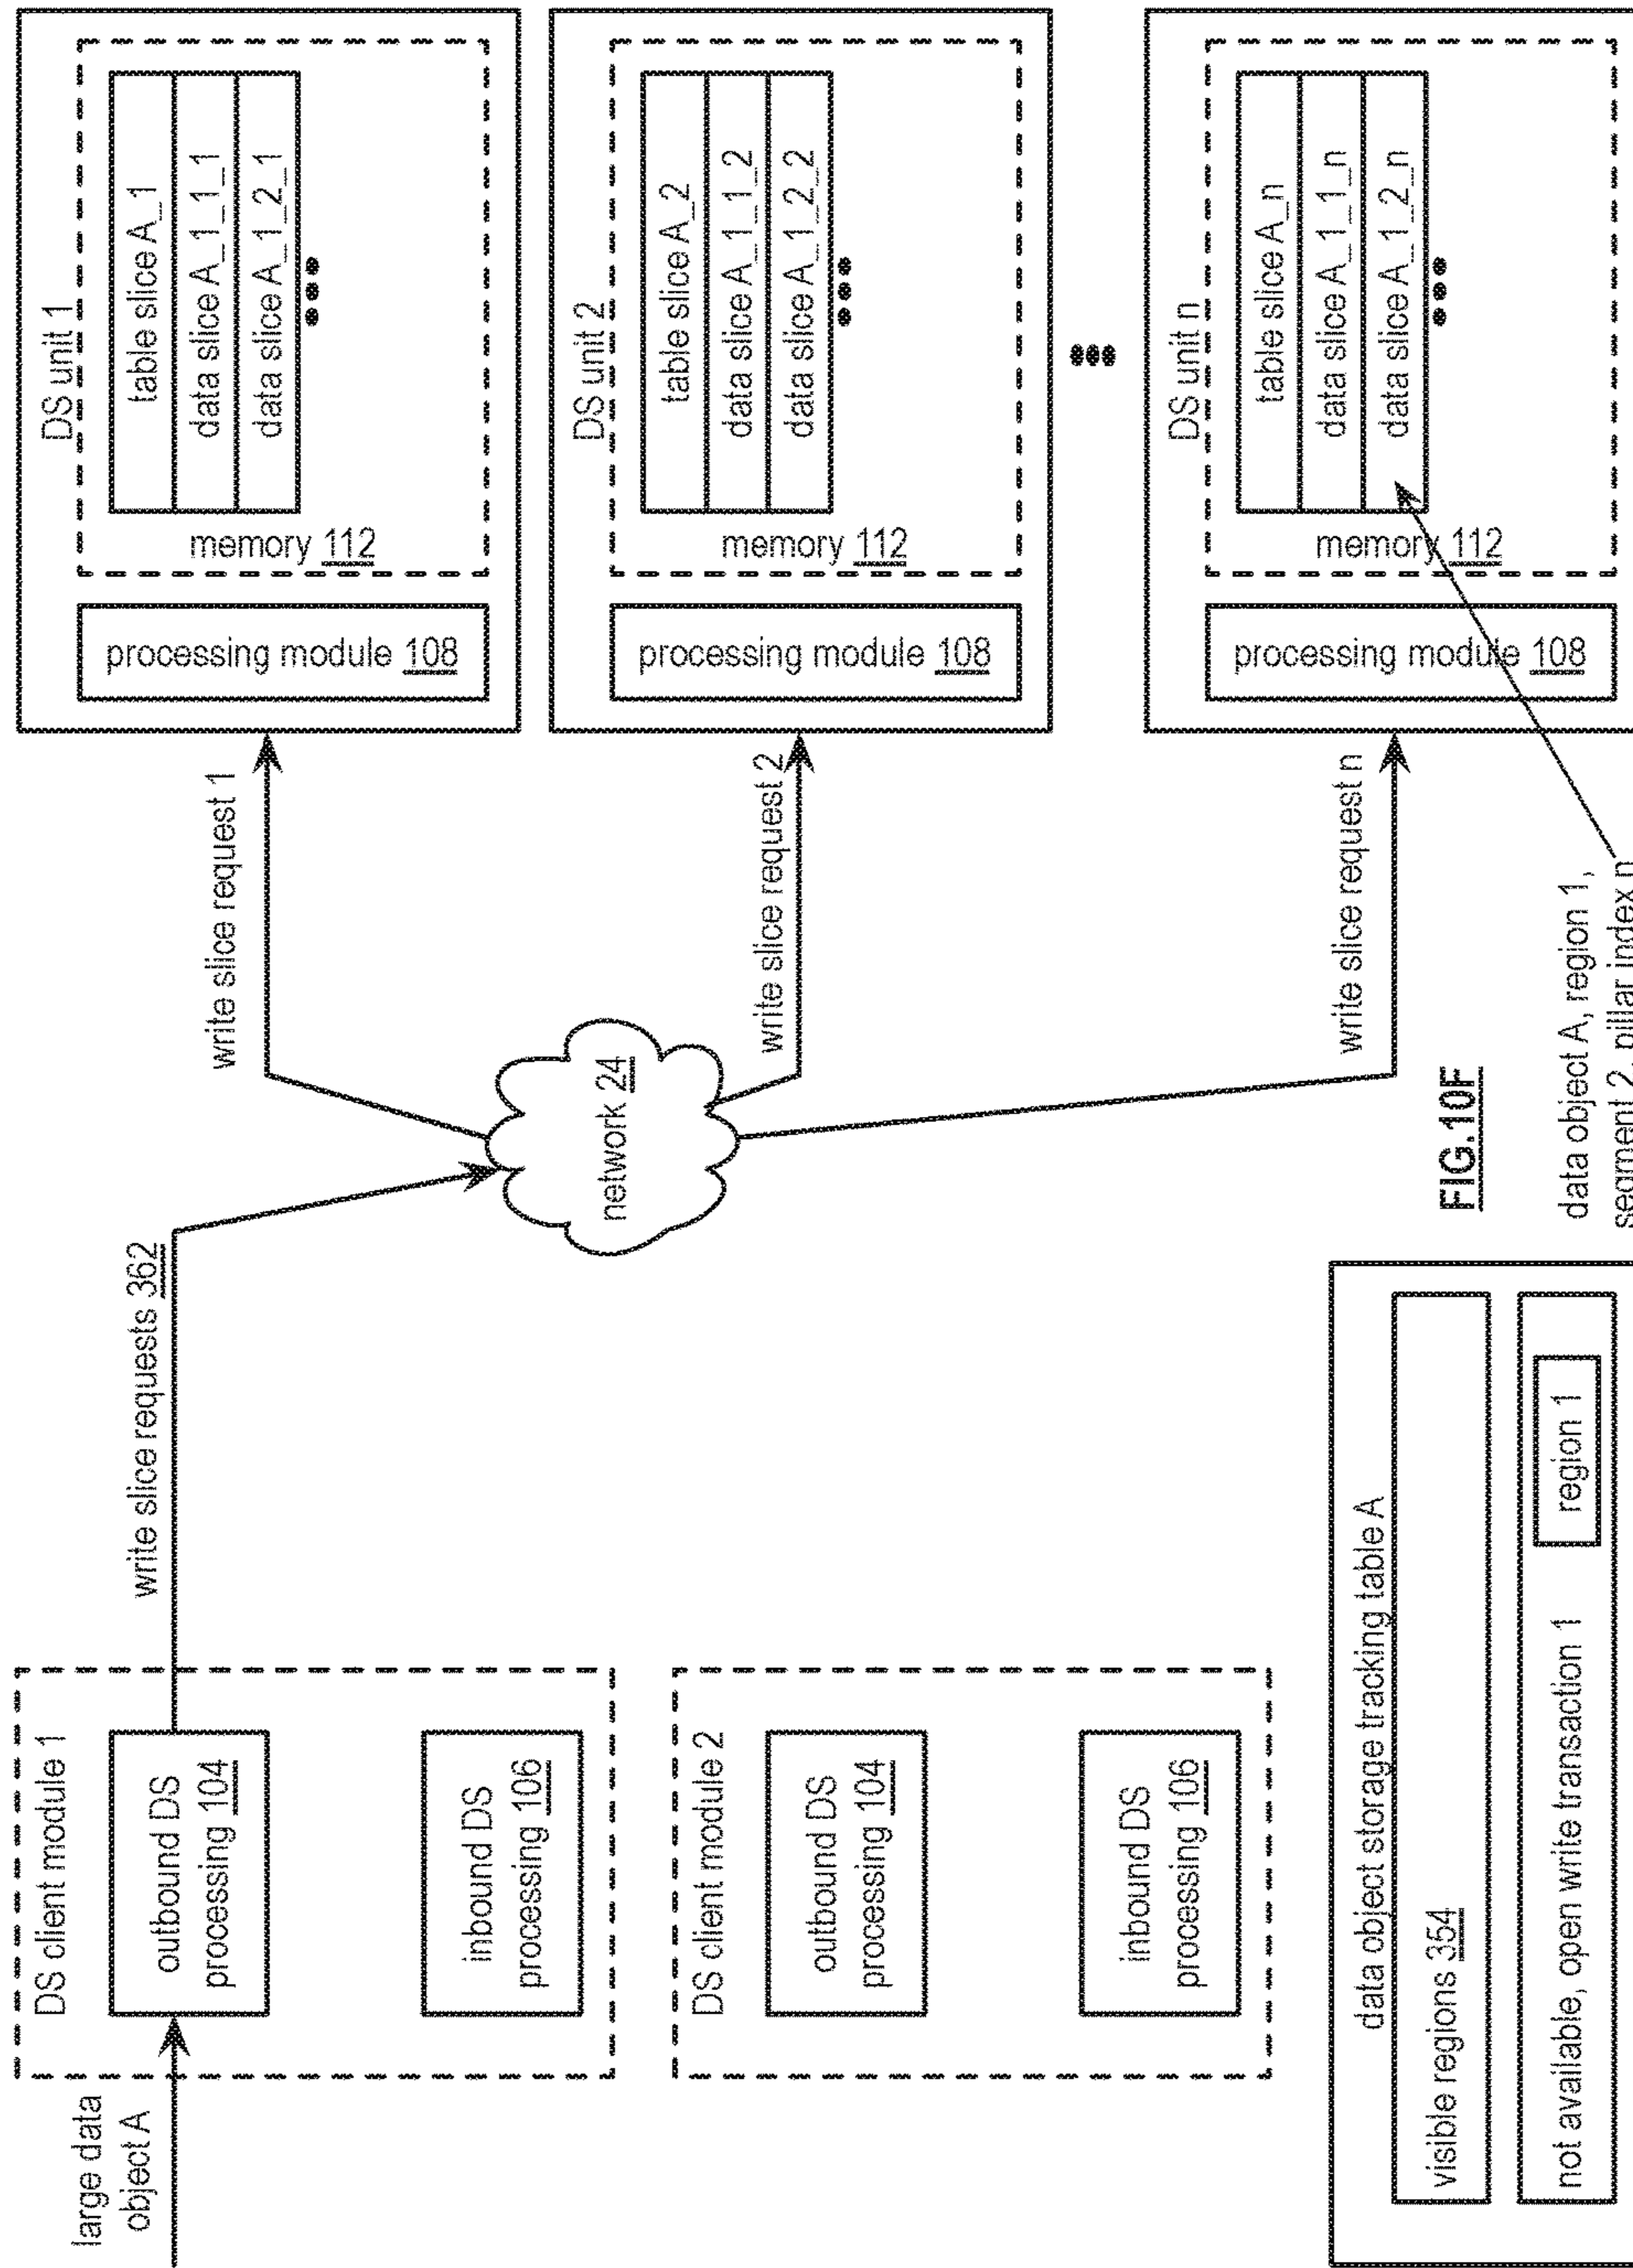 large data
object A
DS client module 1
outbound DS
processing 104
inbound DS
processing 106
DS client module 2
outbound DS
processing 104
inbound DS
processing 106
data object storage tracking table A
visible regions 354
not available, open write transaction 1
region 1
write slice requests 362
network 24
write slice request 1
write slice request 2
write slice request n
DS unit 1
processing module 108
memory 112
table slice A_1
data slice A_1_1_1
data slice A_1_2_1
DS unit 2
processing module 108
memory 112
table slice A_2
data slice A_1_1_2
data slice A_1_2_2
DS unit n
processing module 108
memory 112
table slice A_n
data slice A_1_1_n
data slice A_1_2_n
FIG.10F
data object A, region 1,
segment 2, pillar index n